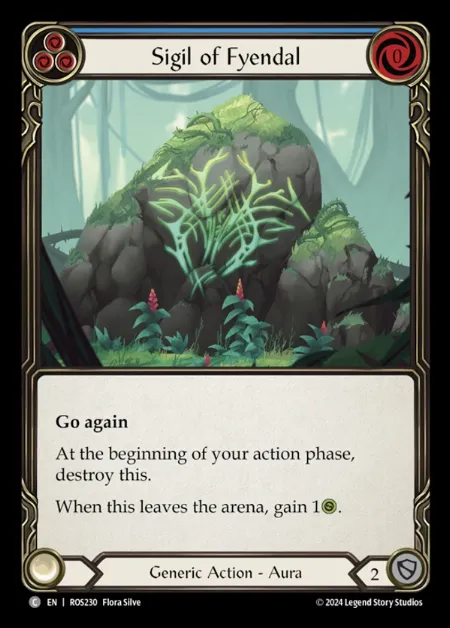 Sigil of Fyendal
0
Go again
At the beginning of your action phase,
destroy this.
When this leaves the arena, gain 1.
Generic Action - Aura
2
C EN | ROS230 Flora Silve
© 2024 Legend Story Studios